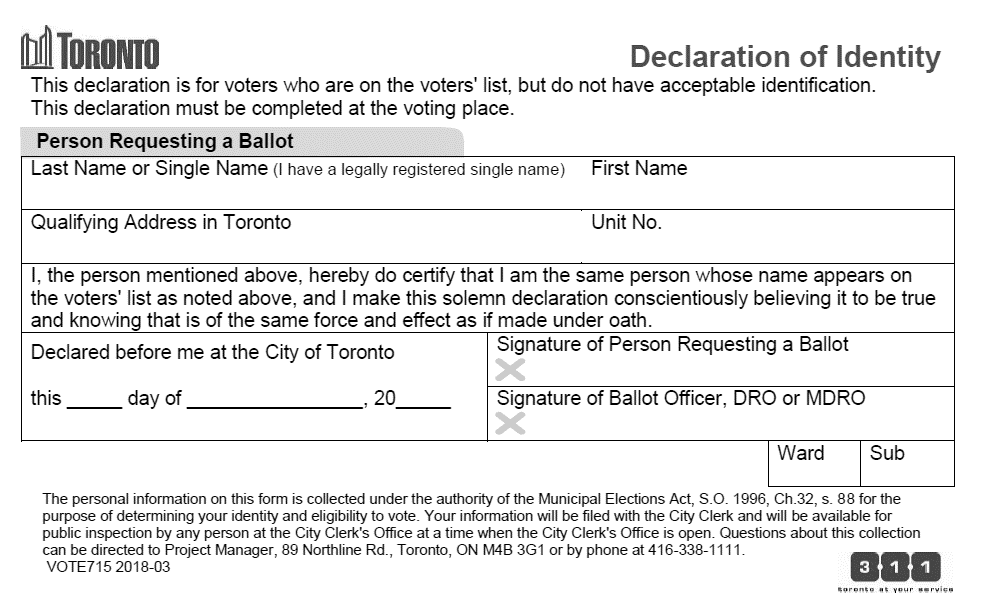 TORONTO
Declaration of Identity
This declaration is for voters who are on the voters' list, but do not have acceptable identification.
This declaration must be completed at the voting place.
Person Requesting a Ballot
Last Name or Single Name (I have a legally registered single name) First Name
Qualifying Address in Toronto Unit No.
I, the person mentioned above, hereby do certify that I am the same person whose name appears on
the voters' list as noted above, and I make this solemn declaration conscientiously believing it to be true
and knowing that is of the same force and effect as if made under oath.
Declared before me at the City of Toronto
this _____ day of ________________, 20_____
Signature of Person Requesting a Ballot
X
Signature of Ballot Officer, DRO or MDRO
X
Ward Sub
The personal information on this form is collected under the authority of the Municipal Elections Act, S.O. 1996, Ch.32, s. 88 for the
purpose of determining your identity and eligibility to vote. Your information will be filed with the City Clerk and will be available for
public inspection by any person at the City Clerk's Office at a time when the City Clerk's Office is open. Questions about this collection
can be directed to Project Manager, 89 Northline Rd., Toronto, ON M4B 3G1 or by phone at 416-338-1111.
VOTE715 2018-03
3·1·1
toronto at your service